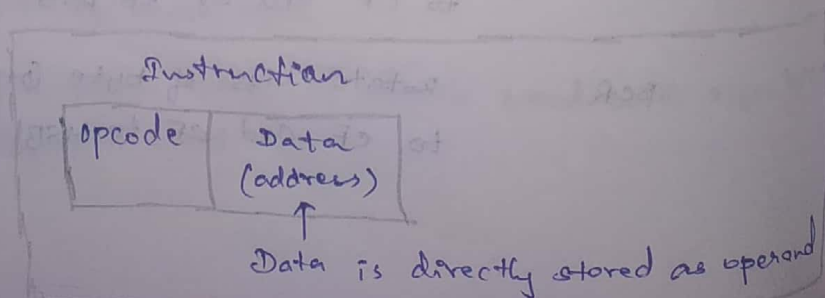 Instruction
opcode Data
(address)
Data is directly stored as operand